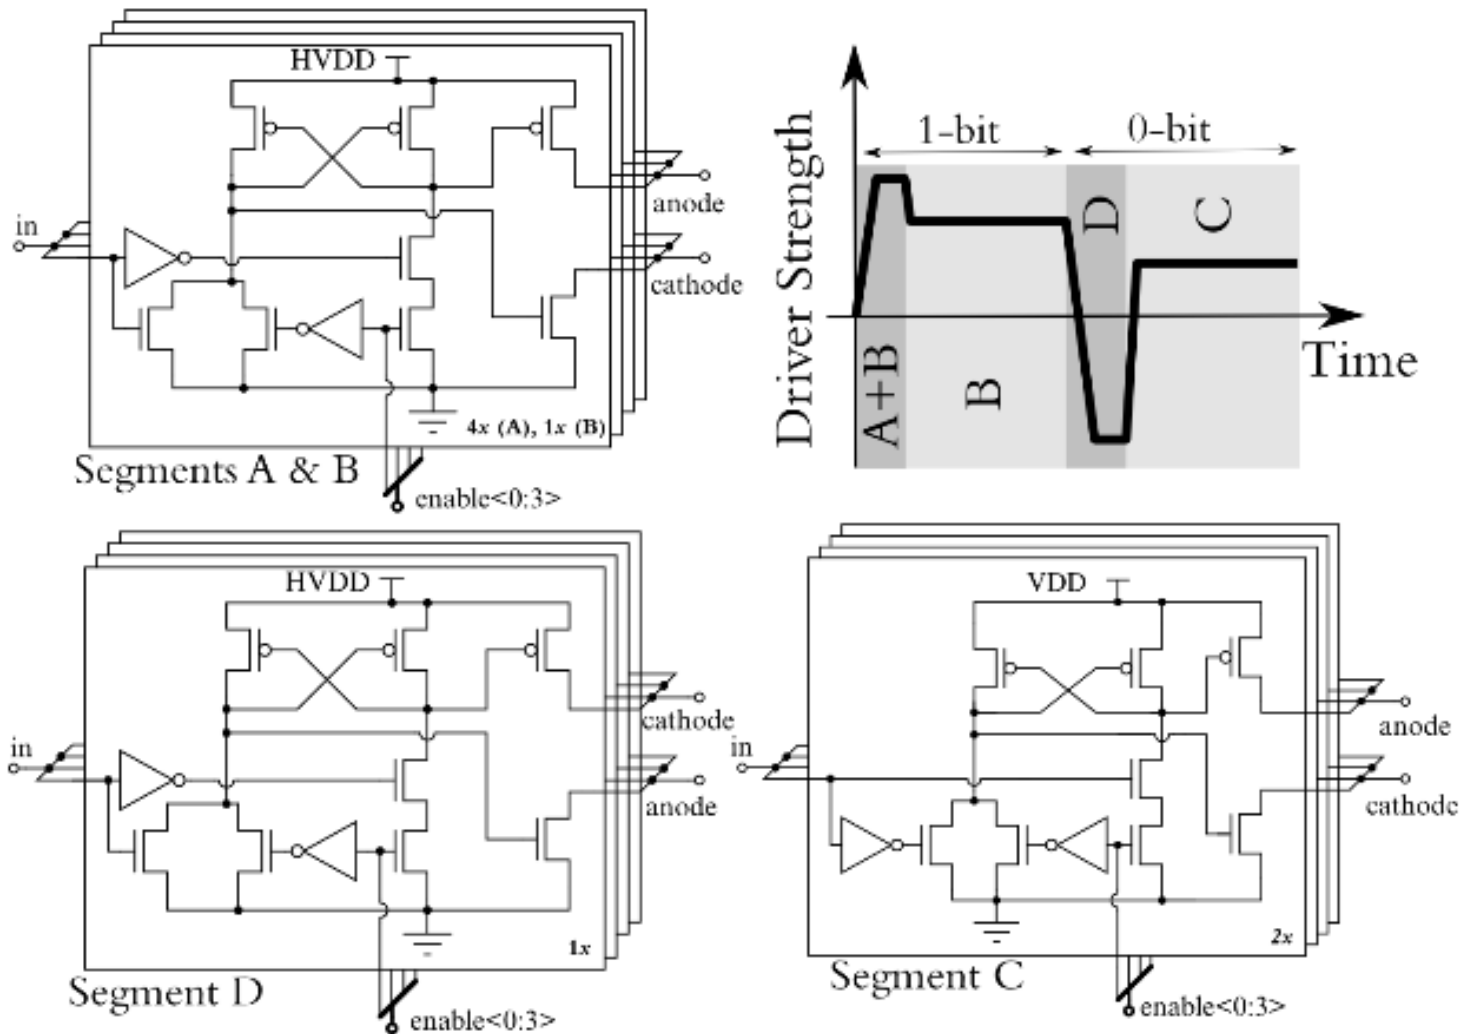 HVDD
in
anode
cathode
4x (A), 1x (B)
Segments A & B
enable<0:3>
Driver Strength
1-bit
0-bit
A+B
B
D
C
Time
HVDD
in
cathode
anode
1x
Segment D
enable<0:3>
VDD
in
anode
cathode
2x
Segment C
enable<0:3>